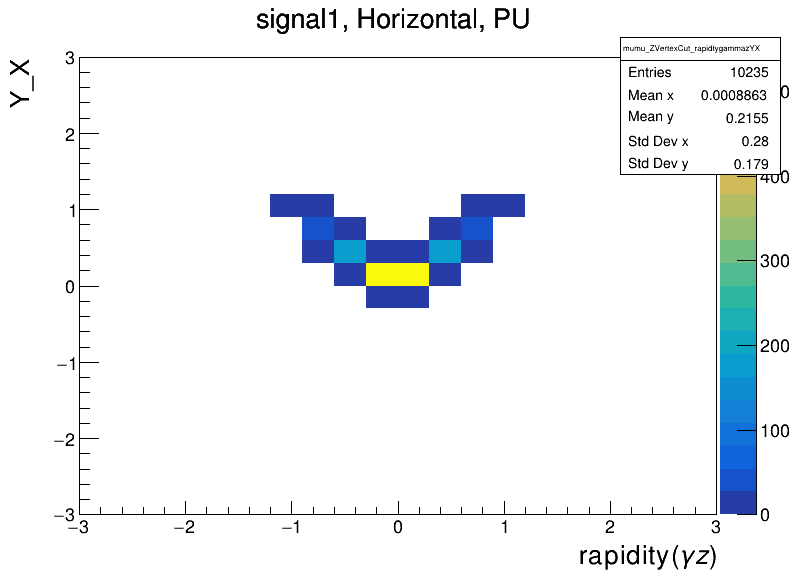 signal1, Horizontal, PU
mumu_ZVertexCut_rapidtygammazYX
Entries 10235
Mean x 0.0008863
Mean y 0.2155
Std Dev x 0.28
Std Dev y 0.179
Y_X
3
2
1
0
−1
−2
−3
−3
−2
−1
0
1
2
3
rapidity(γz)
0
400
300
200
100
0